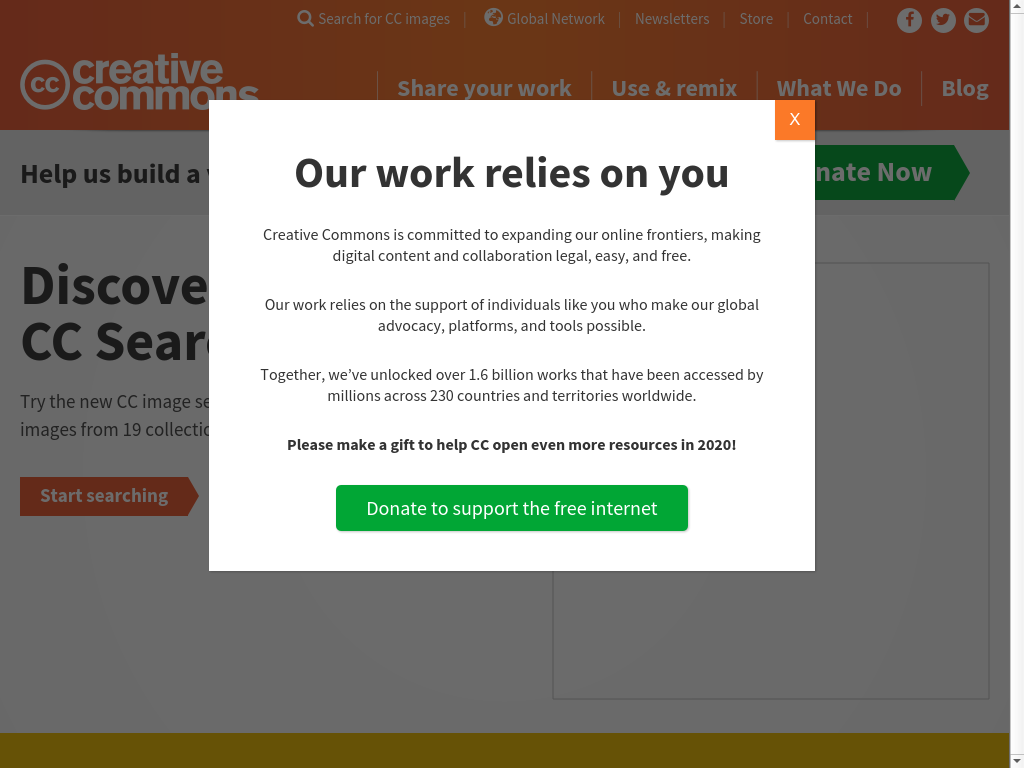 Search for CC images
Global Network
Newsletters
Store
Contact
cc
creative
commons
Share your work
Use & remix
What We Do
Blog
X
Help us build a
Now
Our work relies on you
Creative Commons is committed to expanding our online frontiers, making
digital content and collaboration legal, easy, and free.
Our work relies on the support of individuals like you who make our global
advocacy, platforms, and tools possible.
Together, we've unlocked over 1.6 billion works that have been accessed by
millions across 230 countries and territories worldwide.
Please make a gift to help CC open even more resources in 2020!
Donate to support the free internet
CC
Try the new CC image
images from 19
Start searching